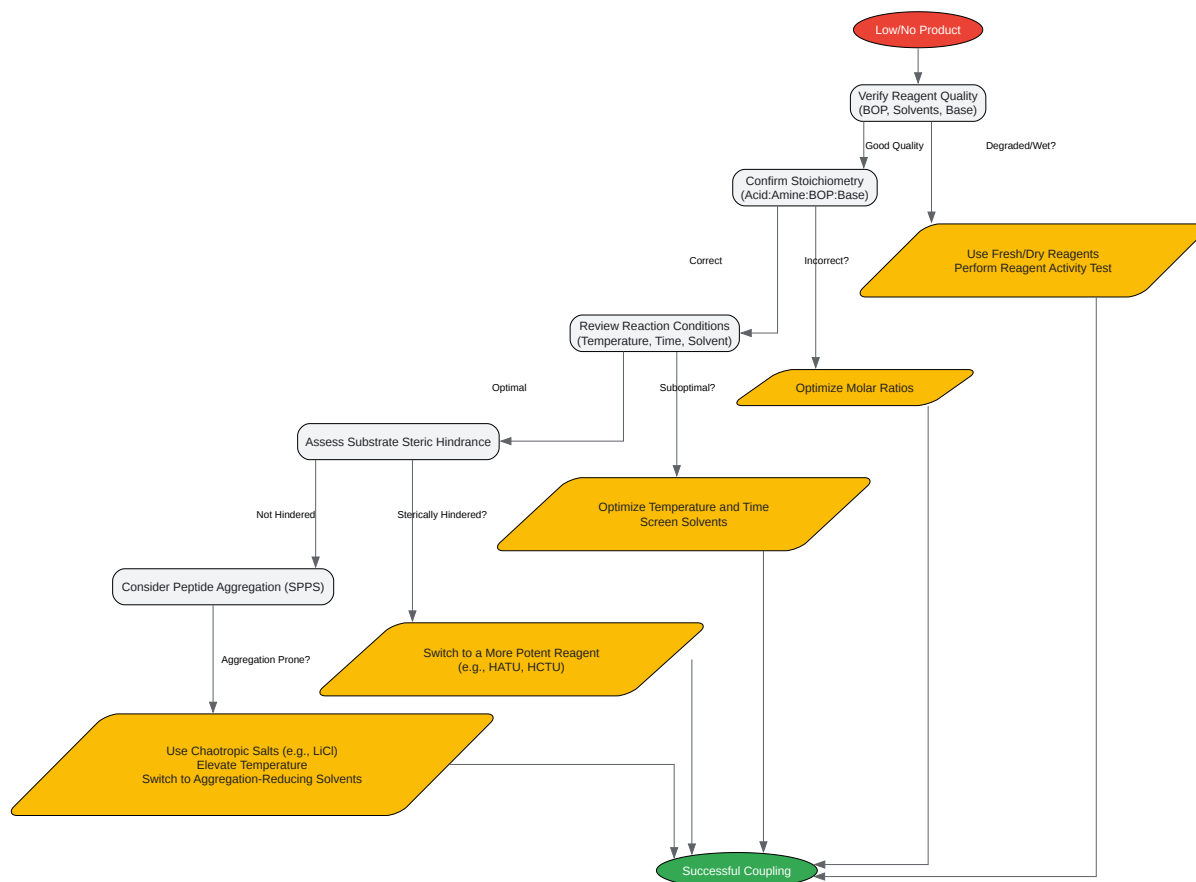 Low/No Product
Verify Reagent Quality
(BOP, Solvents, Base)
Good Quality
Degraded/Wet?
Confirm Stoichiometry
(Acid:Amine:BOP:Base)
Use Fresh/Dry Reagents
Perform Reagent Activity Test
Correct
Incorrect?
Review Reaction Conditions
(Temperature, Time, Solvent)
Optimize Molar Ratios
Optimal
Suboptimal?
Assess Substrate Steric Hindrance
Optimize Temperature and Time
Screen Solvents
Not Hindered
Sterically Hindered?
Consider Peptide Aggregation (SPPS)
Switch to a More Potent Reagent
(e.g., HATU, HCTU)
Aggregation Prone?
Use Chaotropic Salts (e.g., LiCl)
Elevate Temperature
Switch to Aggregation-Reducing Solvents
Successful Coupling